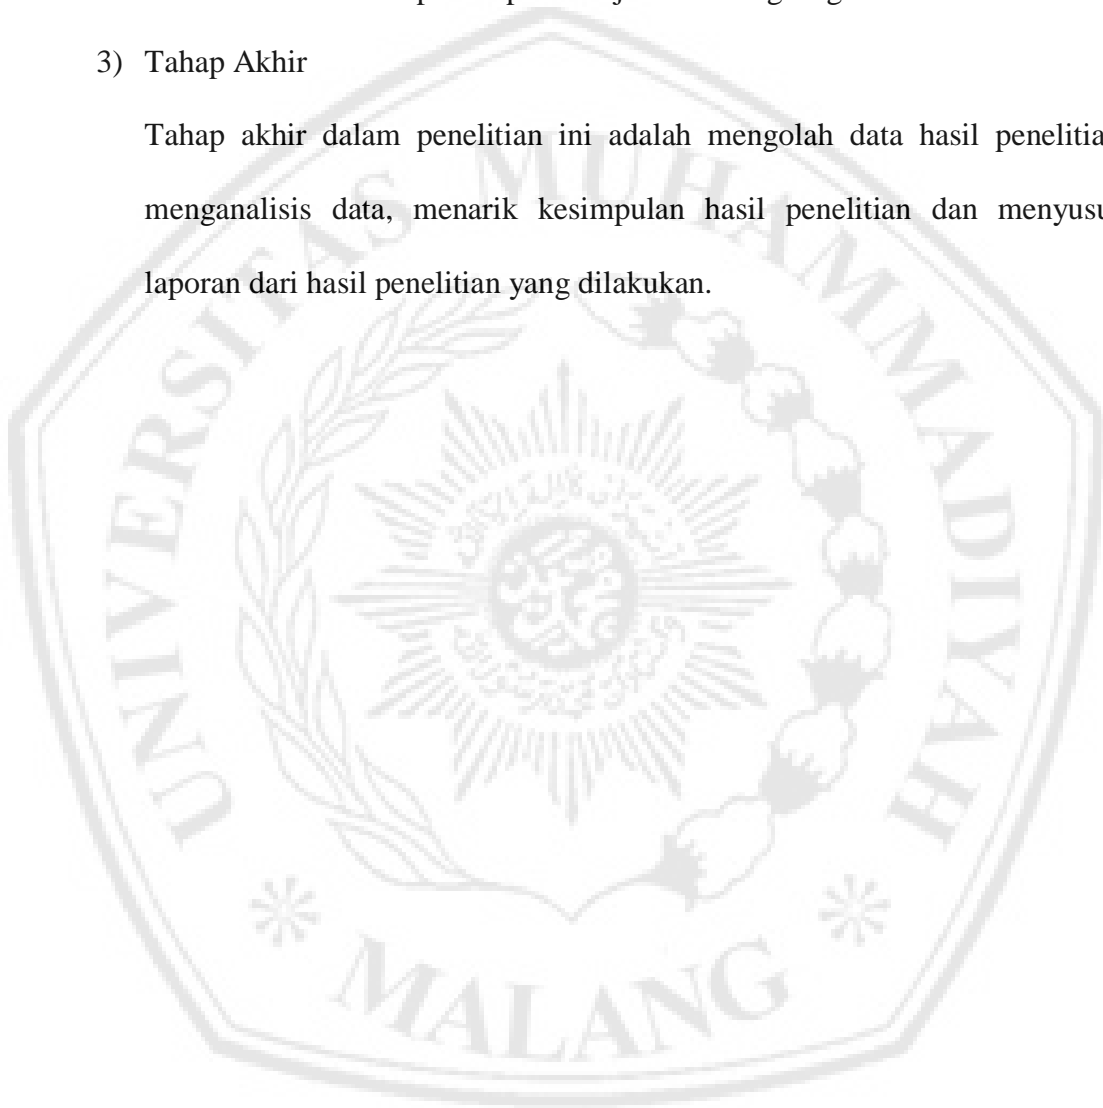 3) Tahap Akhir
Tahap akhir dalam penelitian ini adalah mengolah data hasil penelitia
menganalisis data, menarik kesimpulan hasil penelitian dan menyusu
laporan dari hasil penelitian yang dilakukan.
UNIVERSITAS MUHAMMADIYAH
MALANG